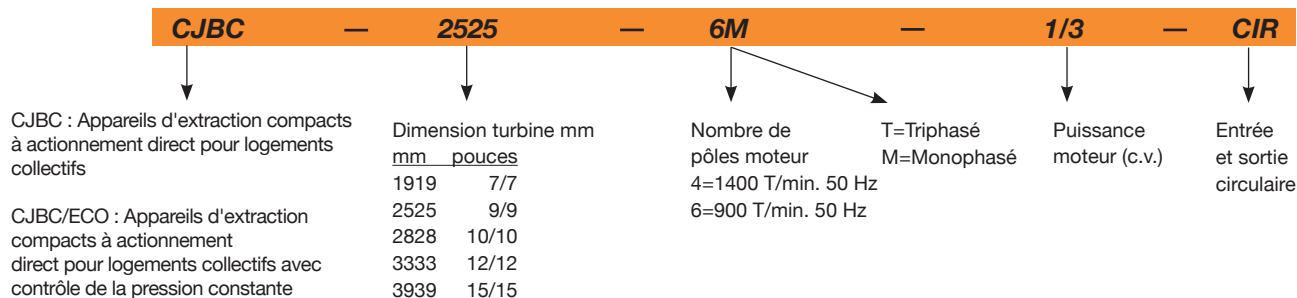 CJBC — 2525 — 6M — 1/3 — CIR
CJBC : Appareils d'extraction compacts
à actionnement direct pour logements
collectifs
CJBC/ECO : Appareils d'extraction
compacts à actionnement
direct pour logements collectifs avec
contrôle de la pression constante
Dimension turbine mm
mm pouces
1919 7/7
2525 9/9
2828 10/10
3333 12/12
3939 15/15
Nombre de
pôles moteur
4=1400 T/min. 50 Hz
6=900 T/min. 50 Hz
T=Triphasé
M=Monophasé
Puissance
moteur (c.v.)
Entrée
et sortie
circulaire